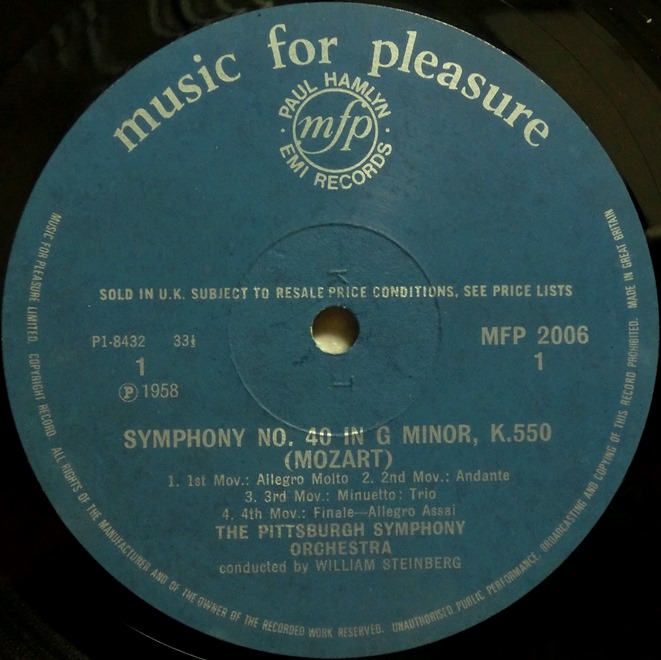 music for pleasure
PAUL HAMLYN
mfp
EMI RECORDS
SOLD IN U.K. SUBJECT TO RESALE PRICE CONDITIONS, SEE PRICE LISTS
P1-8432 33⅓
MFP 2006
1
1
Ⓟ 1958
SYMPHONY NO. 40 IN G MINOR, K.550
(MOZART)
1. 1st Mov.: Allegro Molto 2. 2nd Mov.: Andante
3. 3rd Mov.: Minuetto: Trio
4. 4th Mov.: Finale—Allegro Assai
THE PITTSBURGH SYMPHONY
ORCHESTRA
conducted by WILLIAM STEINBERG
MUSIC FOR PLEASURE LIMITED. COPYRIGHT RECORD. ALL RIGHTS OF THE MANUFACTURER AND OF THE OWNER OF THE RECORDED WORK RESERVED. UNAUTHORISED PUBLIC PERFORMANCE, BROADCASTING AND COPYING OF THIS RECORD PROHIBITED. MADE IN GREAT BRITAIN